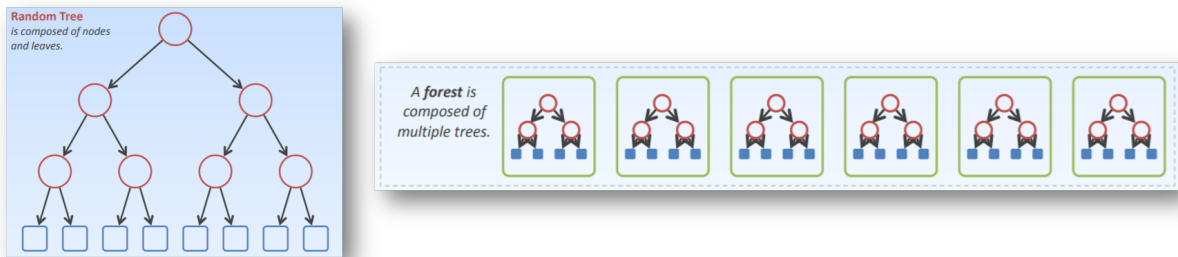 Random Tree
is composed of nodes
and leaves.
A forest is
composed of
multiple trees.